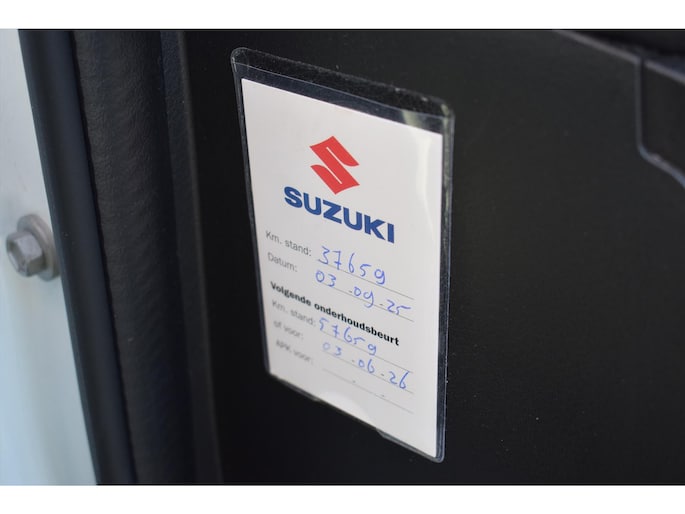 SUZUKI
Km. stand: 37659
Datum: 03-09-25
Volgende onderhoudsbeurt
Km. stand: 57659
of voor: 03-06-26
APK voor: - -